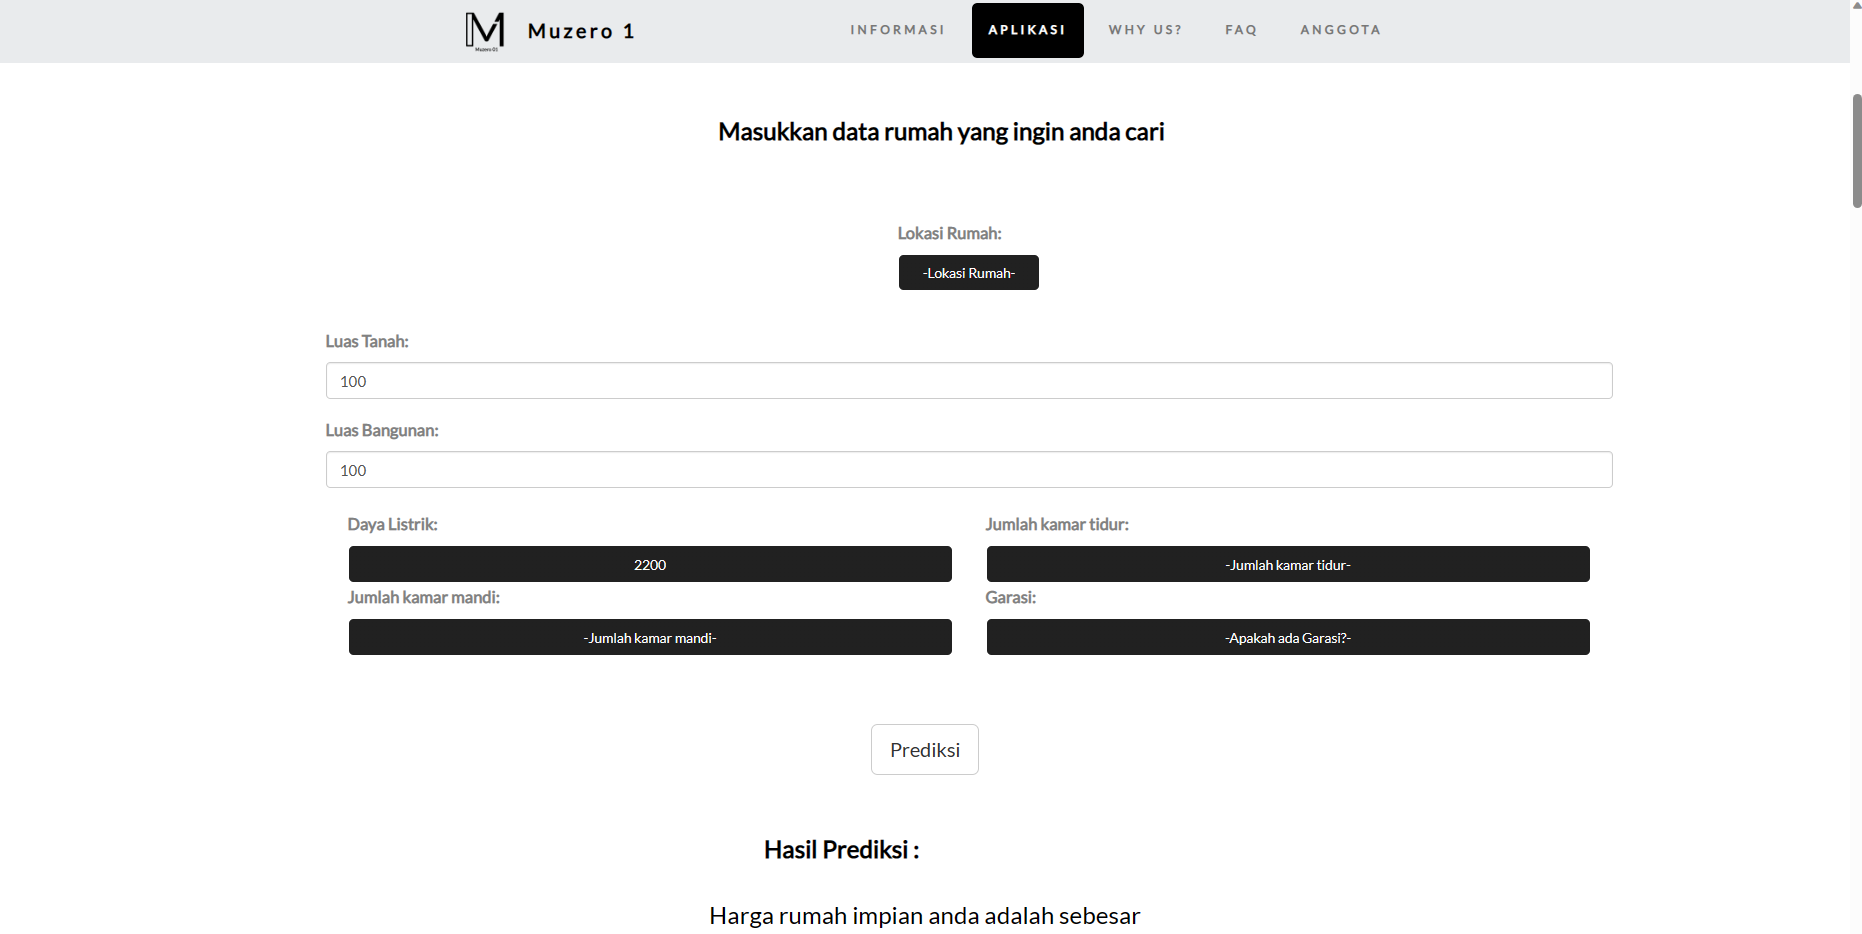 Muzero 01
Muzero 1
INFORMASI
APLIKASI
WHY US?
FAQ
ANGGOTA
Masukkan data rumah yang ingin anda cari
Lokasi Rumah:
-Lokasi Rumah-
Luas Tanah:
100
Luas Bangunan:
100
Daya Listrik:
2200
Jumlah kamar tidur:
-Jumlah kamar tidur-
Jumlah kamar mandi:
-Jumlah kamar mandi-
Garasi:
-Apakah ada Garasi?-
Prediksi
Hasil Prediksi :
Harga rumah impian anda adalah sebesar